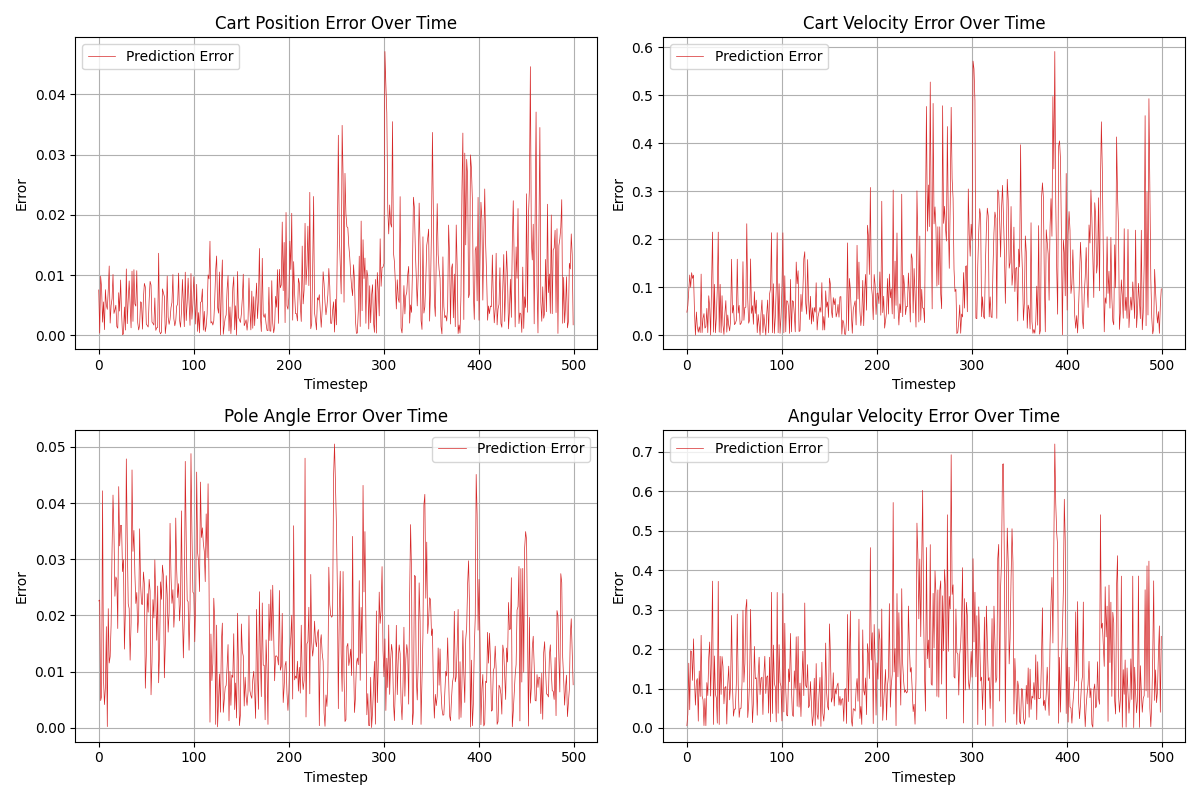 Cart Position Error Over Time
Prediction Error
Error
0.04
0.03
0.02
0.01
0.00
0 100 200 300 400 500
Timestep
Cart Velocity Error Over Time
Prediction Error
Error
0.6
0.5
0.4
0.3
0.2
0.1
0.0
0 100 200 300 400 500
Timestep
Pole Angle Error Over Time
Prediction Error
Error
0.05
0.04
0.03
0.02
0.01
0.00
0 100 200 300 400 500
Timestep
Angular Velocity Error Over Time
Prediction Error
Error
0.7
0.6
0.5
0.4
0.3
0.2
0.1
0.0
0 100 200 300 400 500
Timestep